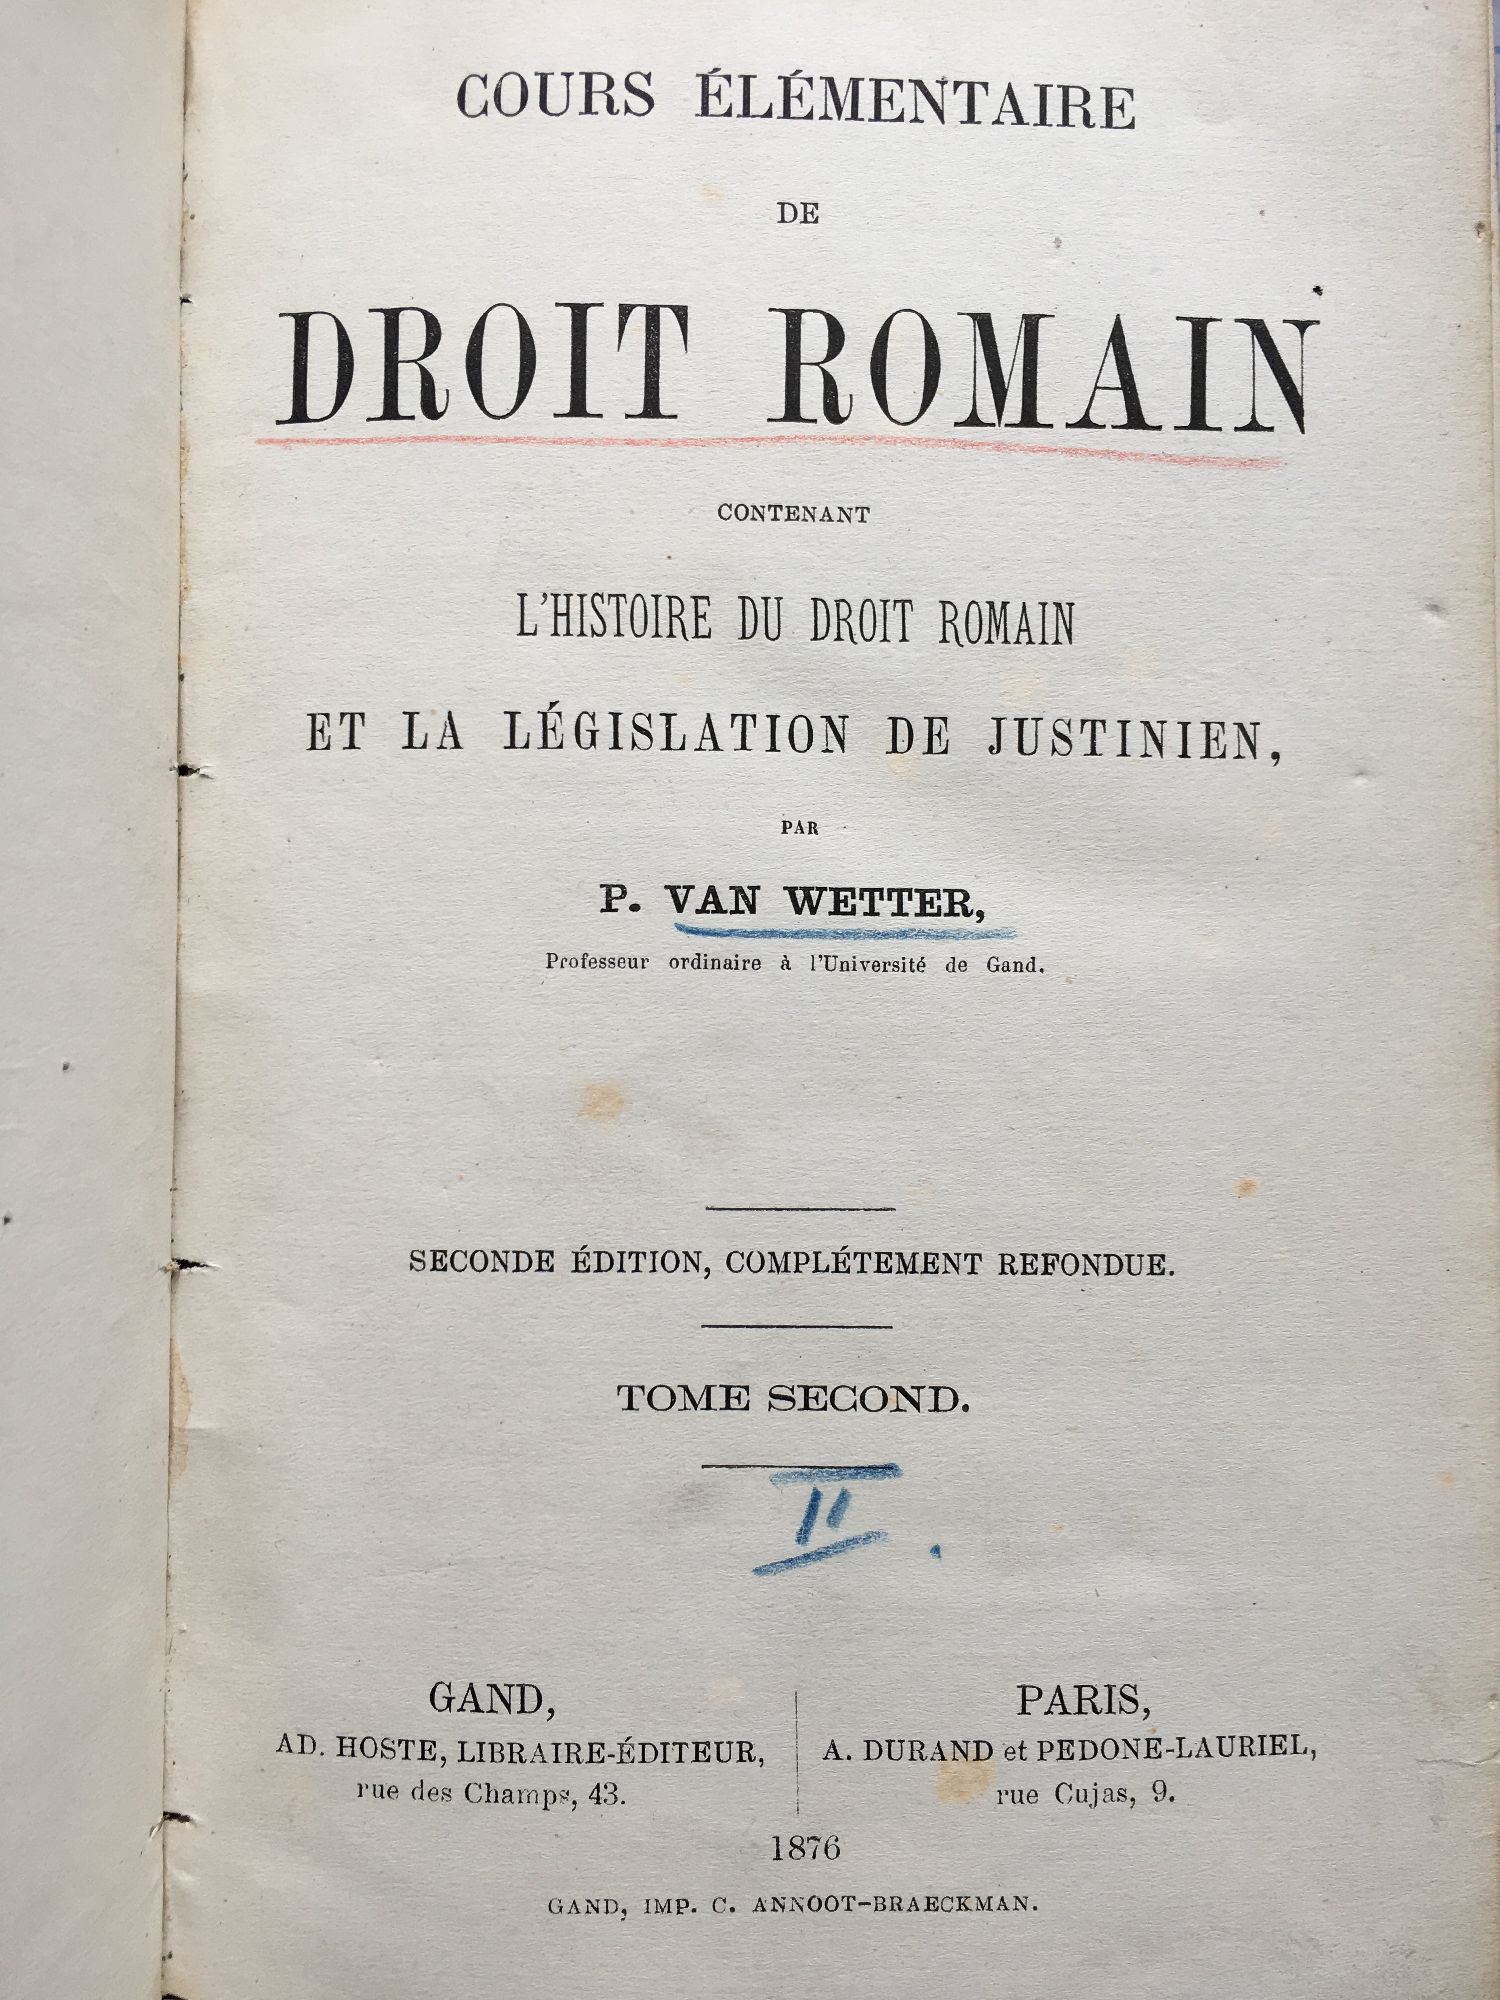 COURS ÉLÉMENTAIRE
DE
DROIT ROMAIN
CONTENANT
L'HISTOIRE DU DROIT ROMAIN
ET LA LÉGISLATION DE JUSTINIEN,
PAR
P. VAN WETTER,
Professeur ordinaire à l'Université de Gand.
SECONDE ÉDITION, COMPLÉTEMENT REFONDUE.
TOME SECOND.
II.
GAND,
AD. HOSTE, LIBRAIRE-ÉDITEUR,
rue des Champs, 43.
PARIS,
A. DURAND et PEDONE-LAURIEL,
rue Cujas, 9.
1876
GAND, IMP. C. ANNOOT-BRAECKMAN.